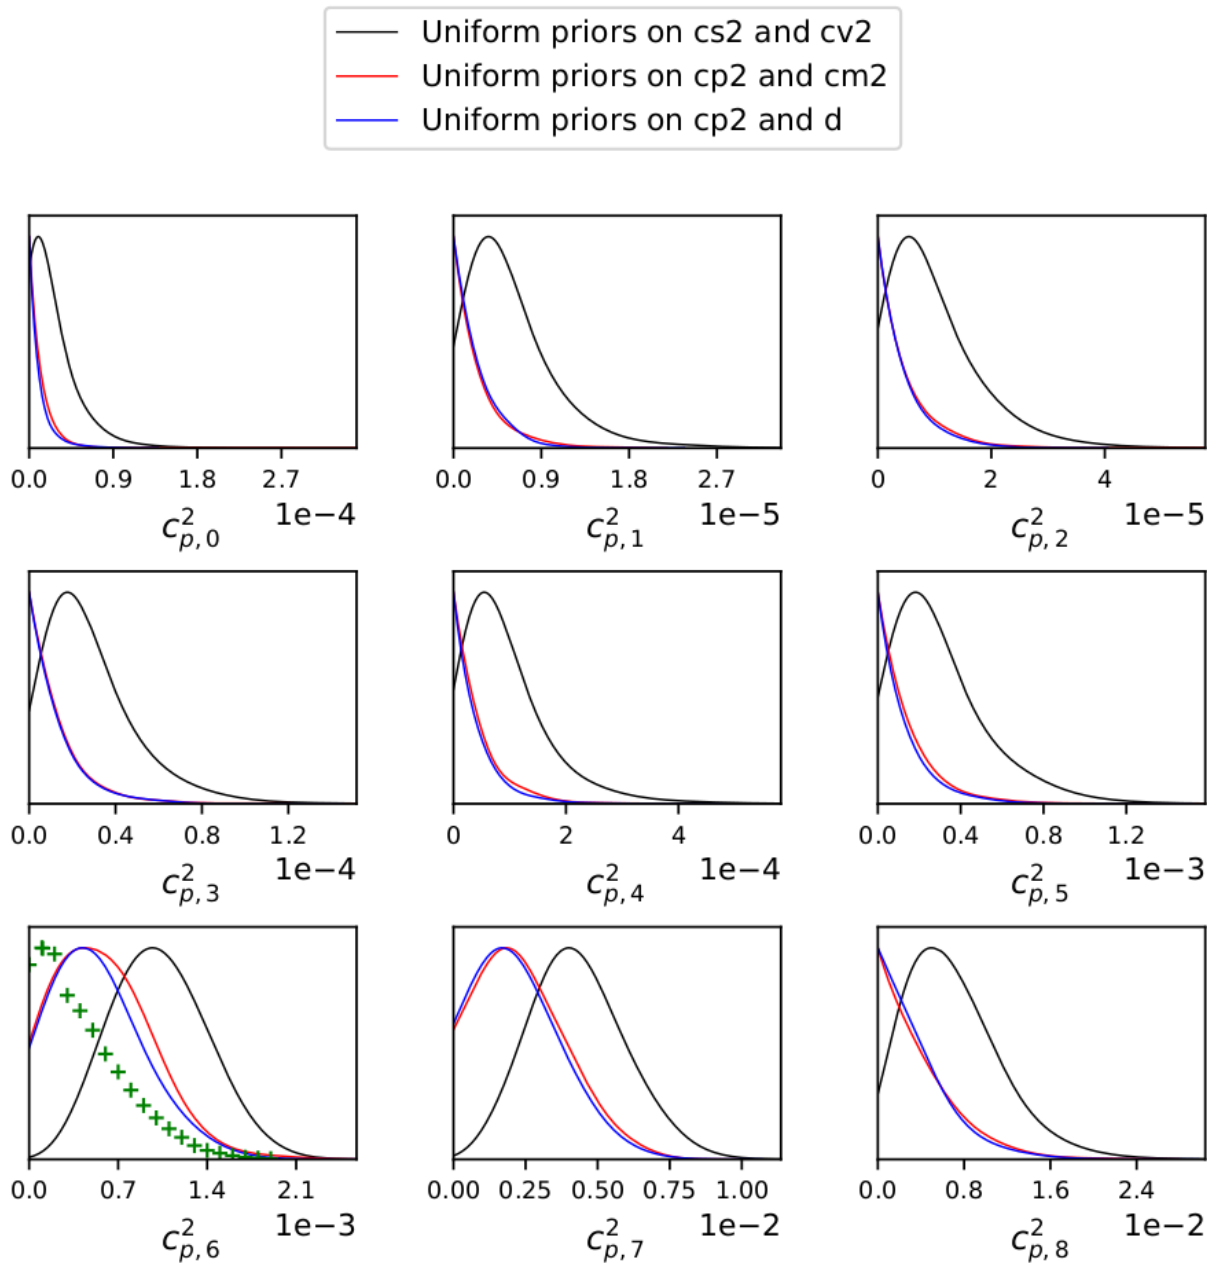 Uniform priors on cs2 and cv2
Uniform priors on cp2 and cm2
Uniform priors on cp2 and d
0.0 0.9 1.8 2.7
1e−4
c²p,0
0.0 0.9 1.8 2.7
1e−5
c²p,1
0 2 4
1e−5
c²p,2
0.0 0.4 0.8 1.2
1e−4
c²p,3
0 2 4
1e−4
c²p,4
0.0 0.4 0.8 1.2
1e−3
c²p,5
0.0 0.7 1.4 2.1
1e−3
c²p,6
0.00 0.25 0.50 0.75 1.00
1e−2
c²p,7
0.0 0.8 1.6 2.4
1e−2
c²p,8